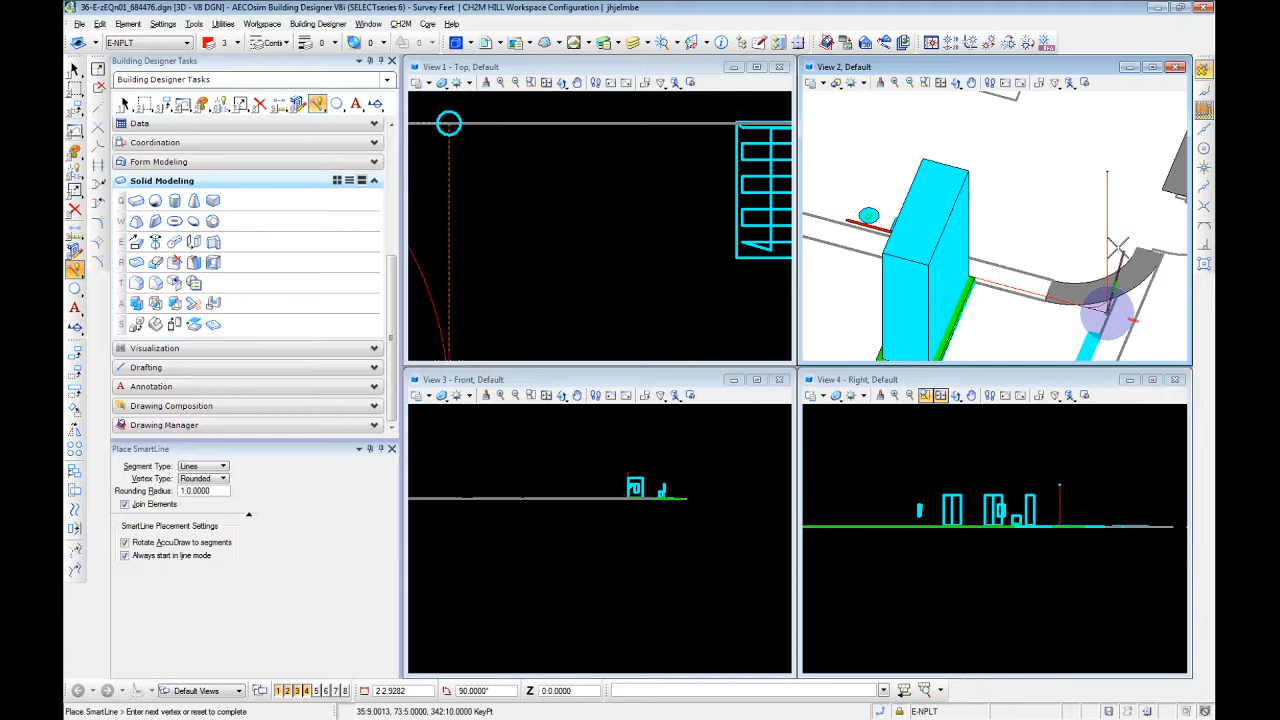 36-E-zEQn01_684476.dgn [3D - V8 DGN] - AECOsim Building Designer V8i (SELECTseries 6) - Survey Feet - CH2M HILL Workspace Configuration | jhjelmbe
File Element Settings Tools Utilities Workspace Building Designer Window CH2M Core Help
E-NPLT 3 Conti 0 0 0
Building Designer Tasks
Building Designer Tasks
Data
Coordination
Form Modeling
Solid Modeling
Q
W
E
R
T
A
S
Visualization
Drafting
Annotation
Drawing Composition
Drawing Manager
Place SmartLine
Segment Type: Lines
Vertex Type: Rounded
Rounding Radius: 1:0.0000
Join Elements
SmartLine Placement Settings
Rotate AccuDraw to segments
Always start in line mode
View 1 - Top, Default
View 2, Default
View 3 - Front, Default
View 4 - Right, Default
Default Views 1 2 3 4 5 6 7 8 2:2.9282 90.0000° Z 0:0.0000
Place SmartLine > Enter next vertex or reset to complete 35:9.0013, 73:5.0000, 342:10.0000 KeyPt E-NPLT